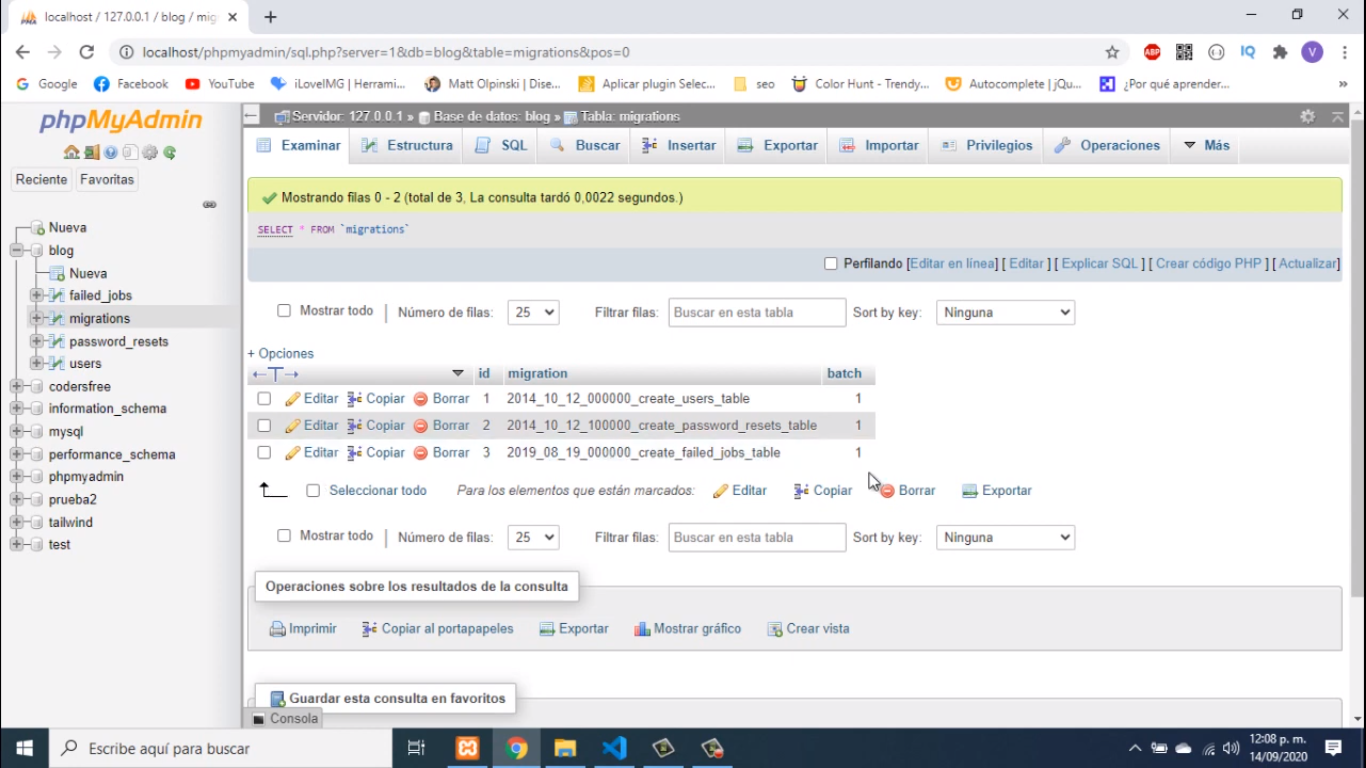 localhost / 127.0.0.1 / blog / mig
localhost/phpmyadmin/sql.php?server=1&db=blog&table=migrations&pos=0
ABP
IQ
V
Google
Facebook
YouTube
iLoveIMG | Herrami...
Matt Olpinski | Dise...
Aplicar plugin Selec...
seo
Color Hunt - Trendy...
Autocomplete | jQu...
¿Por qué aprender...
»
phpMyAdmin
Reciente
Favoritas
Nueva
blog
Nueva
failed_jobs
migrations
password_resets
users
codersfree
information_schema
mysql
performance_schema
phpmyadmin
prueba2
tailwind
test
Servidor: 127.0.0.1 » Base de datos: blog » Tabla: migrations
Examinar Estructura SQL Buscar Insertar Exportar Importar Privilegios Operaciones Más
Mostrando filas 0 - 2 (total de 3, La consulta tardó 0,0022 segundos.)
SELECT * FROM `migrations`
Perfilando [Editar en línea] [ Editar ] [ Explicar SQL ] [ Crear código PHP ] [ Actualizar]
Mostrar todo | Número de filas: 25 Filtrar filas: Buscar en esta tabla Sort by key: Ninguna
+ Opciones
←T→ id migration batch
Editar Copiar Borrar 1 2014_10_12_000000_create_users_table 1
Editar Copiar Borrar 2 2014_10_12_100000_create_password_resets_table 1
Editar Copiar Borrar 3 2019_08_19_000000_create_failed_jobs_table 1
Seleccionar todo Para los elementos que están marcados: Editar Copiar Borrar Exportar
Mostrar todo | Número de filas: 25 Filtrar filas: Buscar en esta tabla Sort by key: Ninguna
Operaciones sobre los resultados de la consulta
Imprimir Copiar al portapapeles Exportar Mostrar gráfico Crear vista
Guardar esta consulta en favoritos
Consola
Escribe aquí para buscar
12:08 p. m.
14/09/2020